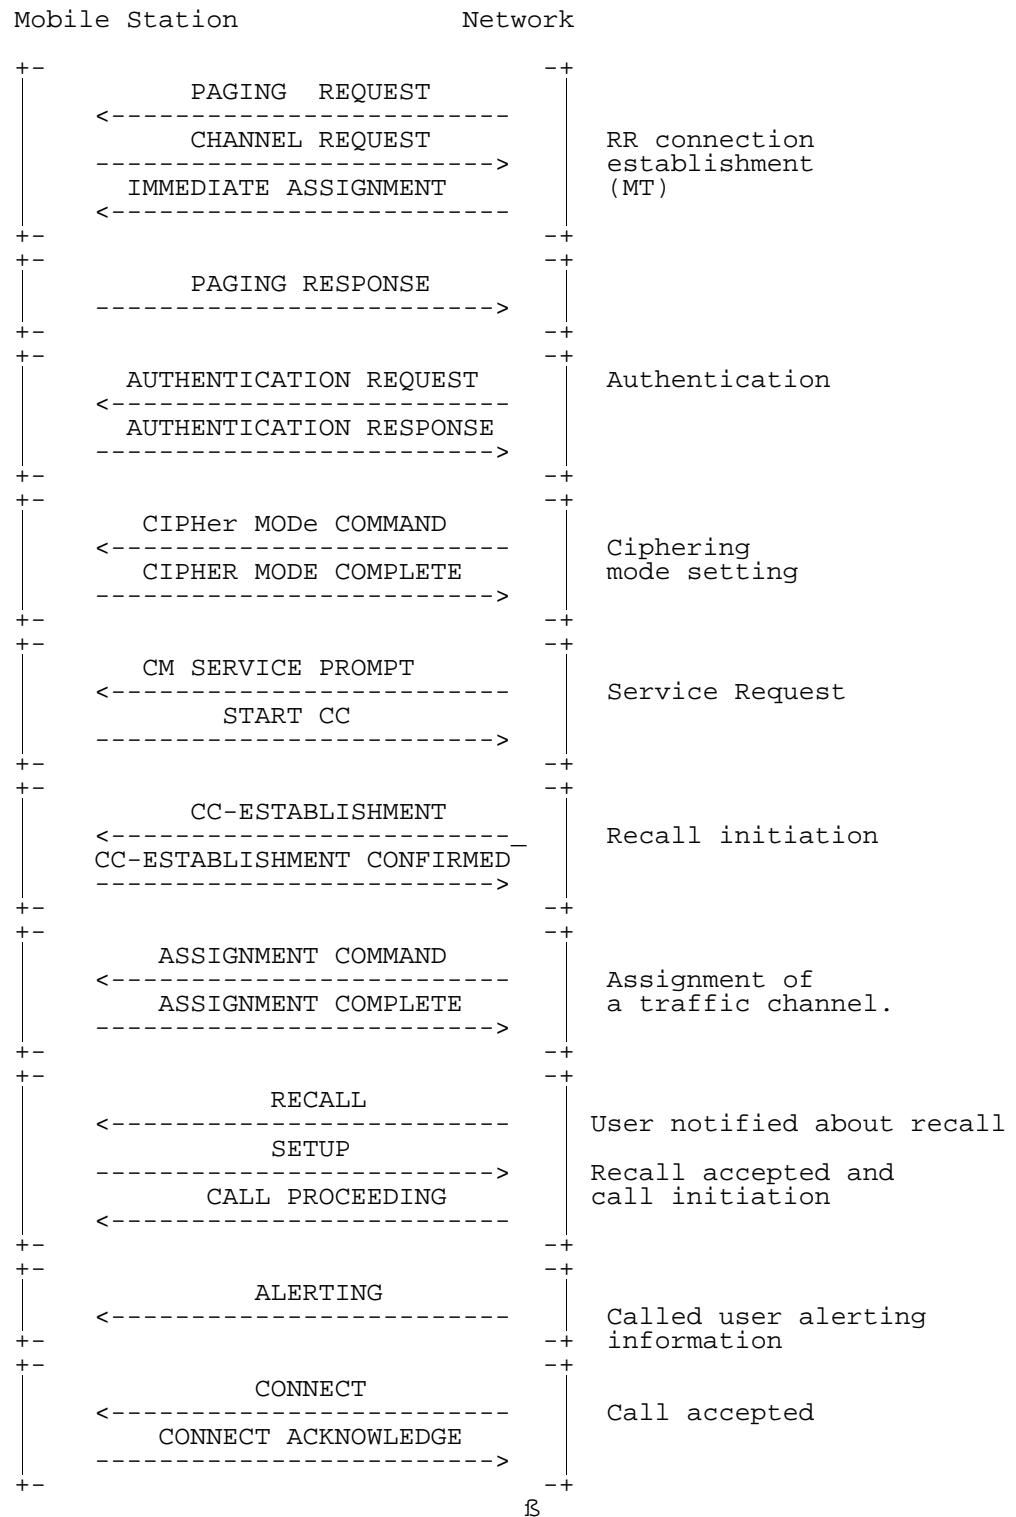 Mobile Station Network
+- -+
PAGING REQUEST
<-------------------------
CHANNEL REQUEST RR connection
-------------------------> establishment
IMMEDIATE ASSIGNMENT (MT)
<-------------------------
+- -+
+- -+
PAGING RESPONSE
------------------------->
+- -+
+- -+
AUTHENTICATION REQUEST Authentication
<-------------------------
AUTHENTICATION RESPONSE
------------------------->
+- -+
+- -+
CIPHer MODe COMMAND
<------------------------- Ciphering
CIPHER MODE COMPLETE mode setting
------------------------->
+- -+
+- -+
CM SERVICE PROMPT
<------------------------- Service Request
START CC
------------------------->
+- -+
+- -+
CC-ESTABLISHMENT
<-------------------------_ Recall initiation
CC-ESTABLISHMENT CONFIRMED
------------------------->
+- -+
+- -+
ASSIGNMENT COMMAND
<------------------------- Assignment of
ASSIGNMENT COMPLETE a traffic channel.
------------------------->
+- -+
+- -+
RECALL
<------------------------- User notified about recall
SETUP
-------------------------> Recall accepted and
CALL PROCEEDING call initiation
<-------------------------
+- -+
+- -+
ALERTING
<------------------------- Called user alerting
+- -+ information
+- -+
CONNECT
<------------------------- Call accepted
CONNECT ACKNOWLEDGE
------------------------->
+- -+
ß